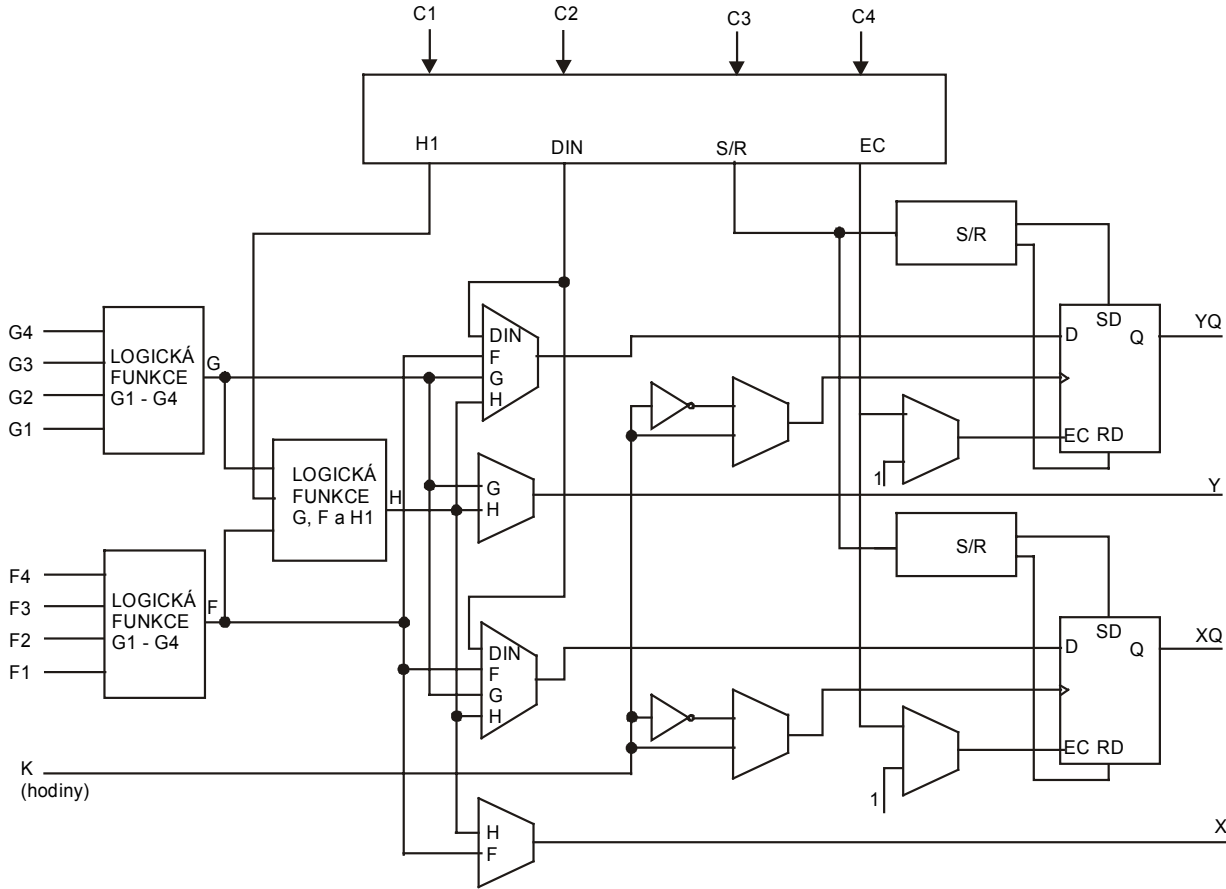 C1 C2 C3 C4
H1 DIN S/R EC
S/R
G4
G3
G2
G1
LOGICKÁ
FUNKCE
G1 - G4
G
DIN
F
G
H
D
SD
Q
YQ
EC RD
1
LOGICKÁ
FUNKCE
G, F a H1
H
G
H
Y
S/R
F4
F3
F2
F1
LOGICKÁ
FUNKCE
G1 - G4
F
DIN
F
G
H
D
SD
Q
XQ
EC RD
1
K
(hodiny)
H
F
X